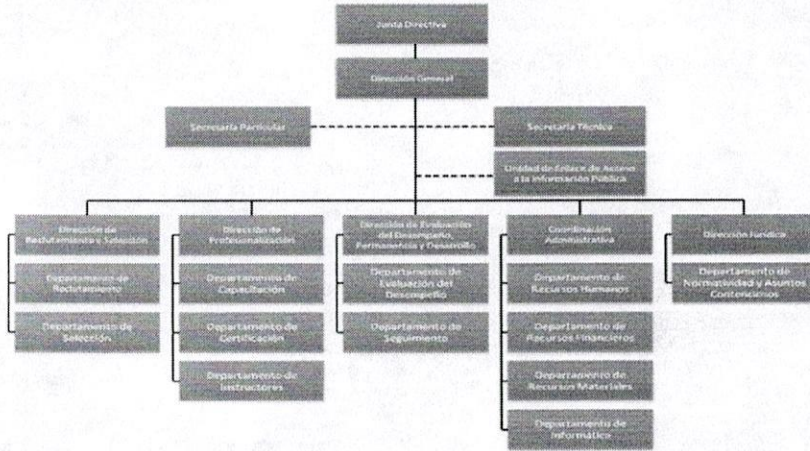 Junta Directiva
Dirección General
Secretaría Particular
Secretaría Técnica
Unidad de Enlace de Acceso
a la Información Pública
Dirección de
Reclutamiento y Selección
Departamento de
Reclutamiento
Departamento de
Selección
Dirección de
Profesionalización
Departamento de
Capacitación
Departamento de
Certificación
Departamento de
Instructores
Dirección de Evaluación
del Desempeño,
Permanencia y Desarrollo
Departamento de
Evaluación del
Desempeño
Departamento de
Seguimiento
Coordinación
Administrativa
Departamento de
Recursos Humanos
Departamento de
Recursos Financieros
Departamento de
Recursos Materiales
Departamento de
Informática
Dirección Jurídica
Departamento de
Normatividad y Asuntos
Contenciosos